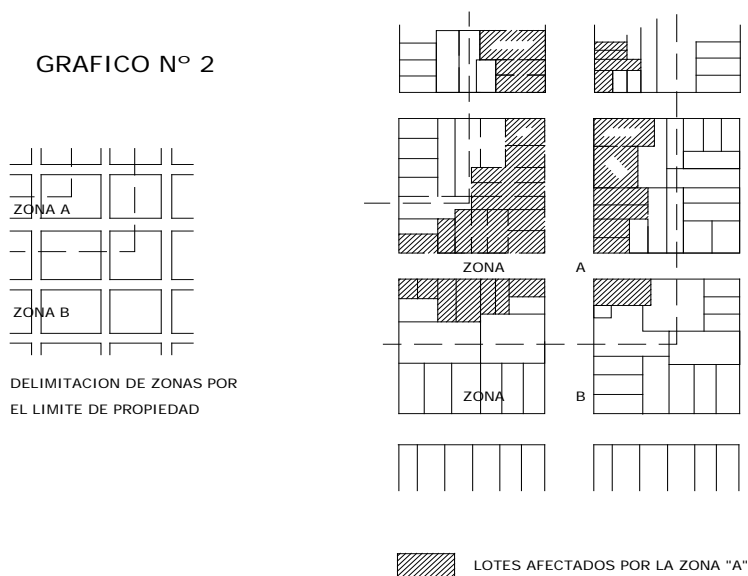 GRAFICO Nº 2
ZONA A
ZONA B
DELIMITACION DE ZONAS POR
EL LIMITE DE PROPIEDAD
ZONA A
ZONA B
LOTES AFECTADOS POR LA ZONA "A"